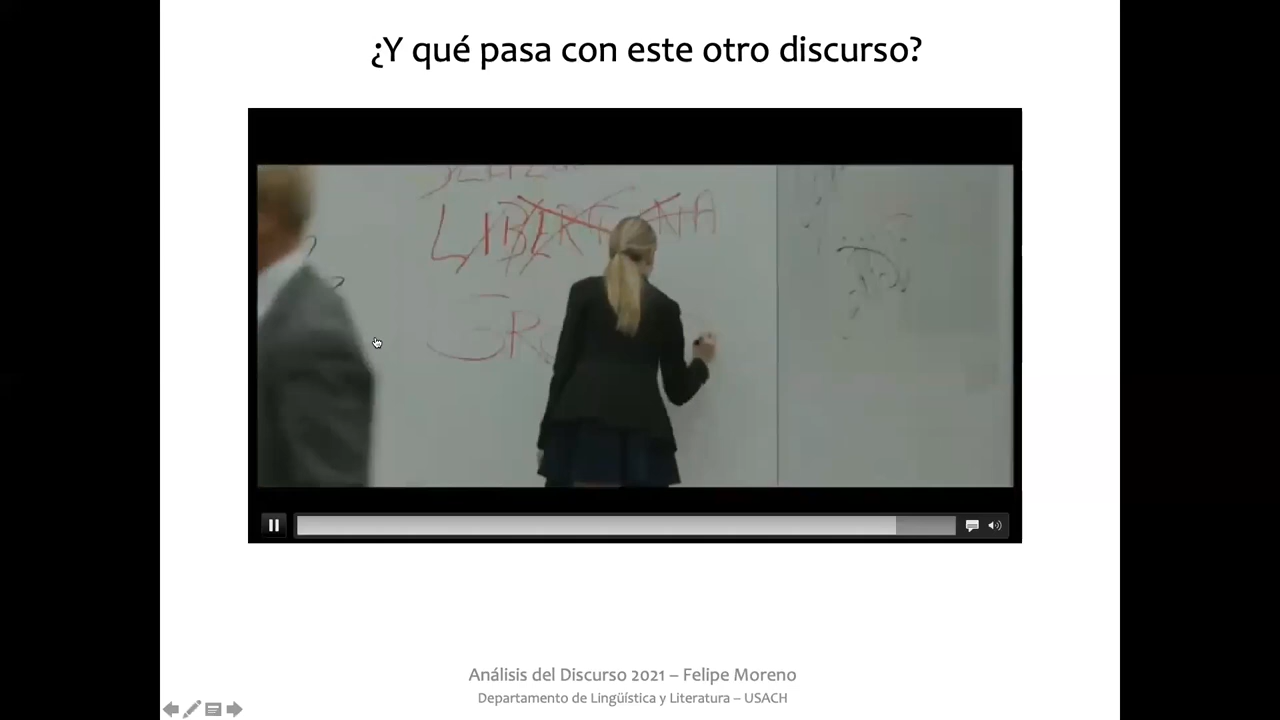 ¿Y qué pasa con este otro discurso?
Análisis del Discurso 2021 – Felipe Moreno
Departamento de Lingüística y Literatura – USACH